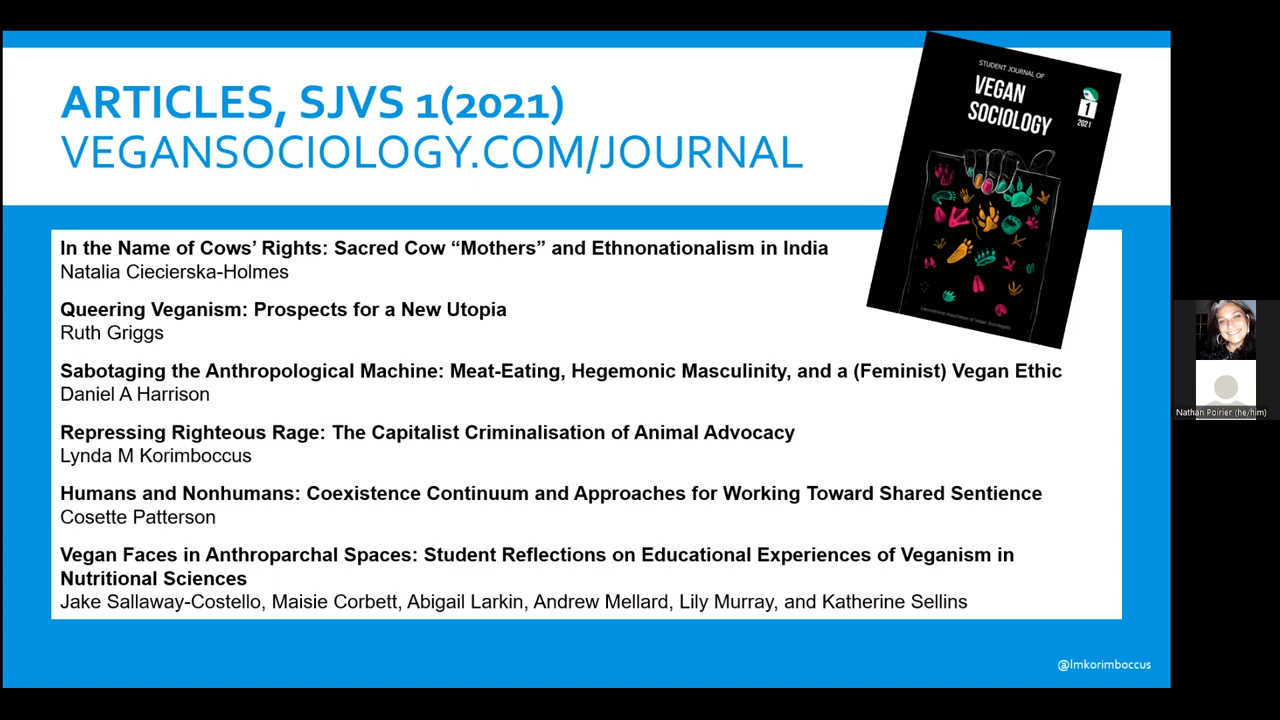 ARTICLES, SJVS 1(2021)
VEGANSOCIOLOGY.COM/JOURNAL
STUDENT JOURNAL OF
VEGAN
SOCIOLOGY
1
2021
International Association of Vegan Sociologists
In the Name of Cows’ Rights: Sacred Cow “Mothers” and Ethnonationalism in India
Natalia Ciecierska-Holmes
Queering Veganism: Prospects for a New Utopia
Ruth Griggs
Sabotaging the Anthropological Machine: Meat-Eating, Hegemonic Masculinity, and a (Feminist) Vegan Ethic
Daniel A Harrison
Repressing Righteous Rage: The Capitalist Criminalisation of Animal Advocacy
Lynda M Korimboccus
Humans and Nonhumans: Coexistence Continuum and Approaches for Working Toward Shared Sentience
Cosette Patterson
Vegan Faces in Anthroparchal Spaces: Student Reflections on Educational Experiences of Veganism in
Nutritional Sciences
Jake Sallaway-Costello, Maisie Corbett, Abigail Larkin, Andrew Mellard, Lily Murray, and Katherine Sellins
@lmkorimboccus
Nathan Poirier (he/him)